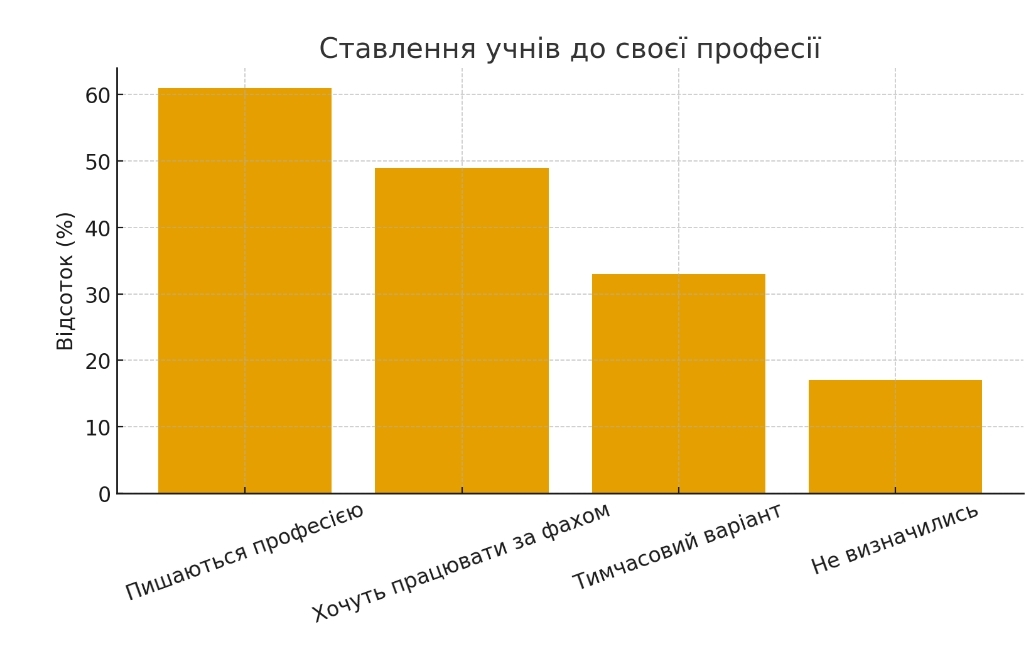 Ставлення учнів до своєї професії
Відсоток (%)
60
50
40
30
20
10
0
Пишаються професією
Хочуть працювати за фахом
Тимчасовий варіант
Не визначились